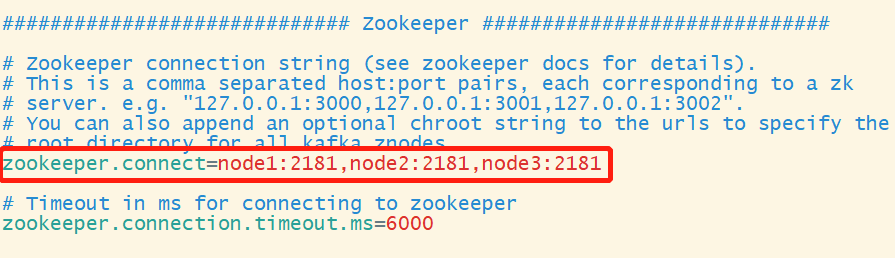 ############################# Zookeeper #############################
# Zookeeper connection string (see zookeeper docs for details).
# This is a comma separated host:port pairs, each corresponding to a zk
# server. e.g. "127.0.0.1:3000,127.0.0.1:3001,127.0.0.1:3002".
# You can also append an optional chroot string to the urls to specify the
# root directory for all kafka znodes
zookeeper.connect=node1:2181,node2:2181,node3:2181
# Timeout in ms for connecting to zookeeper
zookeeper.connection.timeout.ms=6000